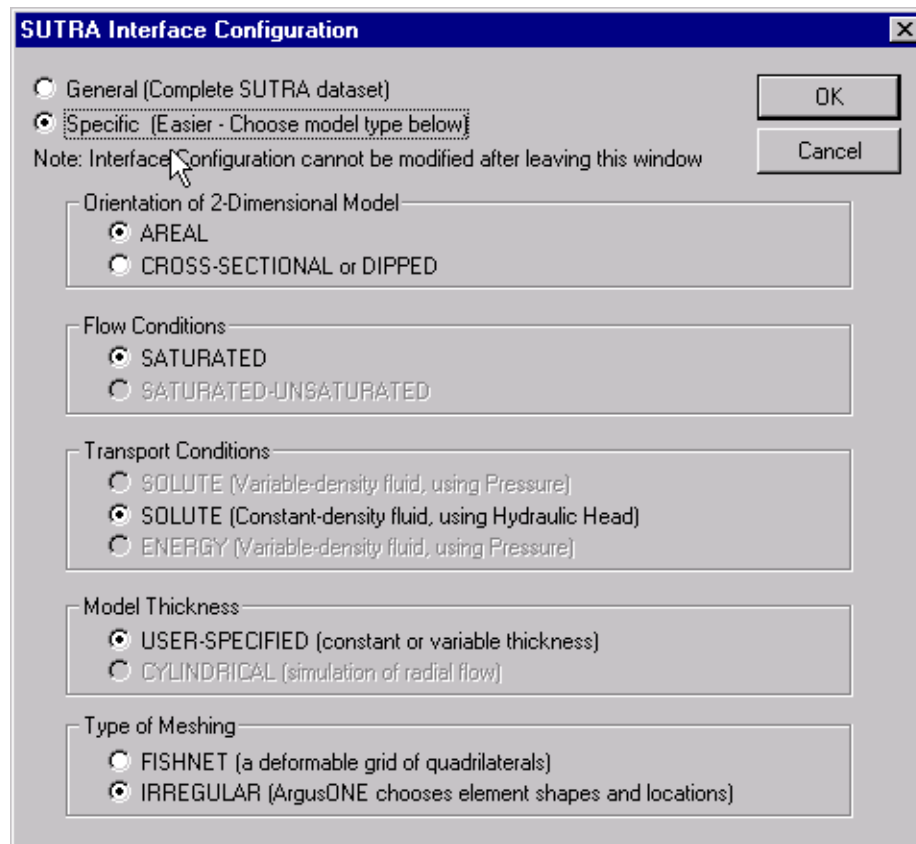 SUTRA Interface Configuration
General (Complete SUTRA dataset)
Specific (Easier - Choose model type below)
Note: Interface Configuration cannot be modified after leaving this window
OK
Cancel
Orientation of 2-Dimensional Model
AREAL
CROSS-SECTIONAL or DIPPED
Flow Conditions
SATURATED
SATURATED-UNSATURATED
Transport Conditions
SOLUTE (Variable-density fluid, using Pressure)
SOLUTE (Constant-density fluid, using Hydraulic Head)
ENERGY (Variable-density fluid, using Pressure)
Model Thickness
USER-SPECIFIED (constant or variable thickness)
CYLINDRICAL (simulation of radial flow)
Type of Meshing
FISHNET (a deformable grid of quadrilaterals)
IRREGULAR (ArgusONE chooses element shapes and locations)